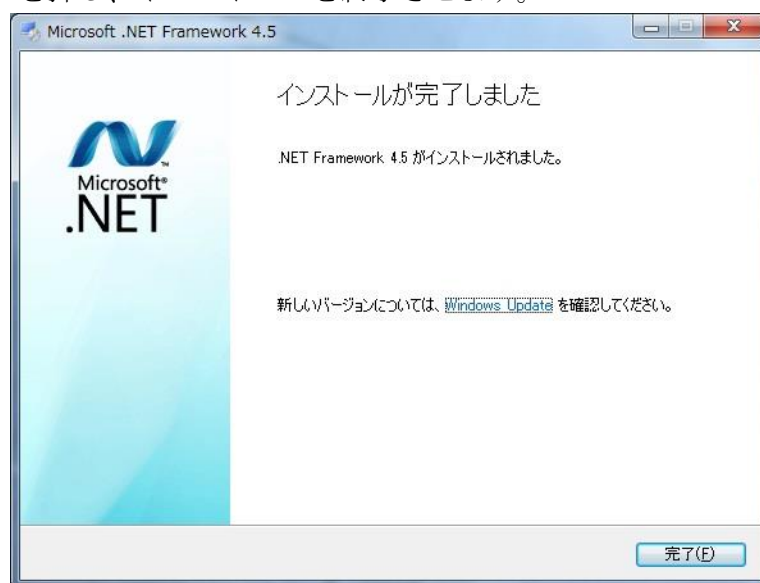 Microsoft .NET Framework 4.5
インストールが完了しました
.NET Framework 4.5 がインストールされました。
Microsoft®
.NET™
新しいバージョンについては、Windows Update を確認してください。
完了(F)